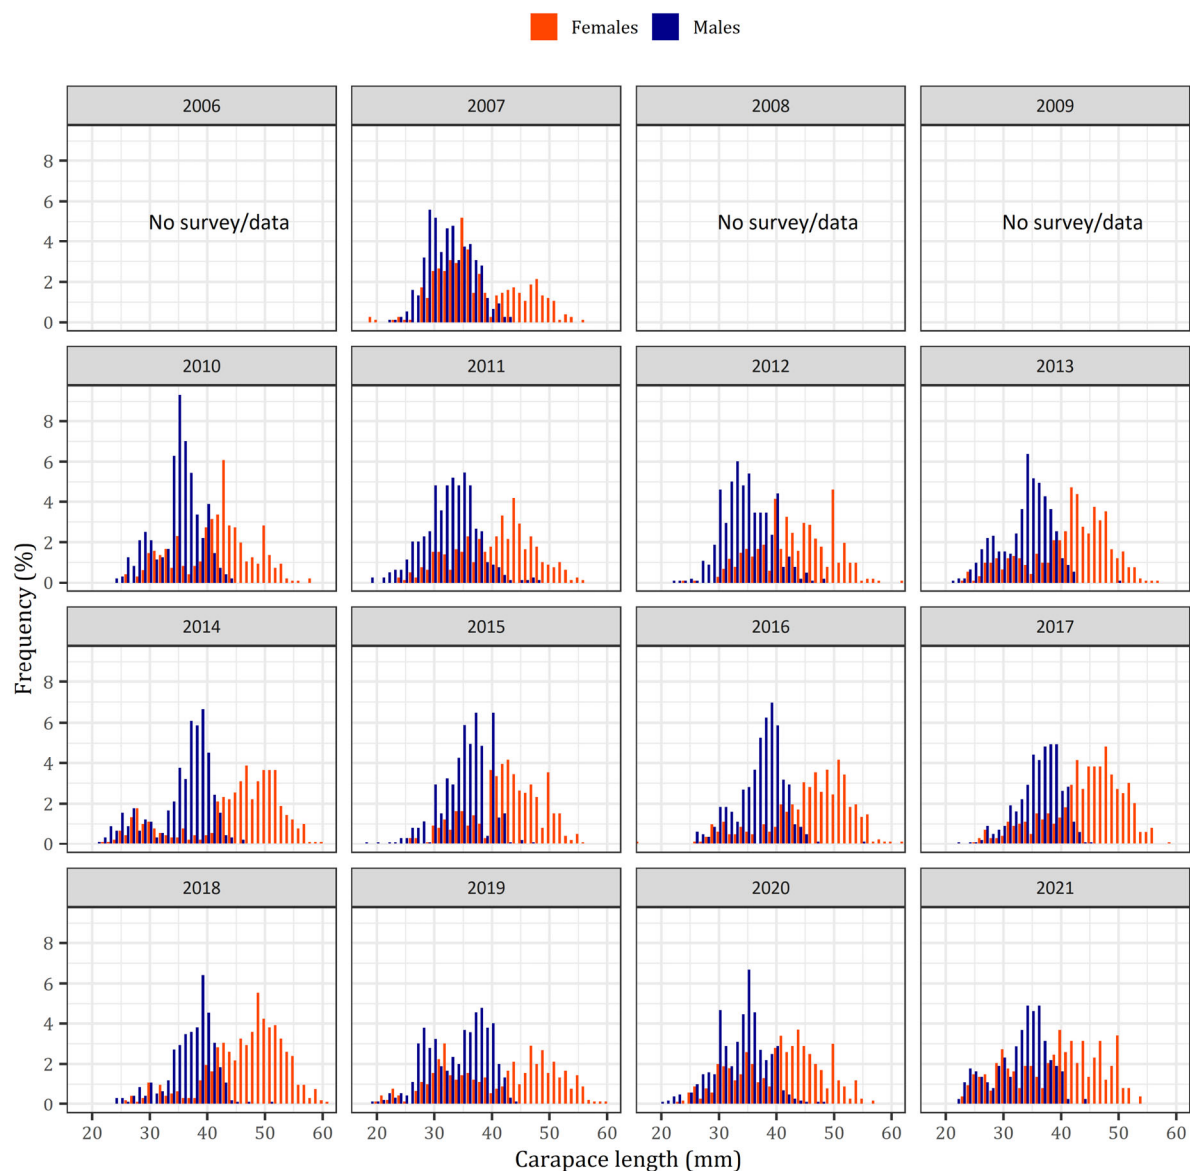 Females Males
2006 2007 2008 2009
8
6
4
2
0
No survey/data No survey/data No survey/data
2010 2011 2012 2013
8
6
4
2
0
Frequency (%)
2014 2015 2016 2017
8
6
4
2
0
2018 2019 2020 2021
8
6
4
2
0
20 30 40 50 60 20 30 40 50 60 20 30 40 50 60 20 30 40 50 60
Carapace length (mm)